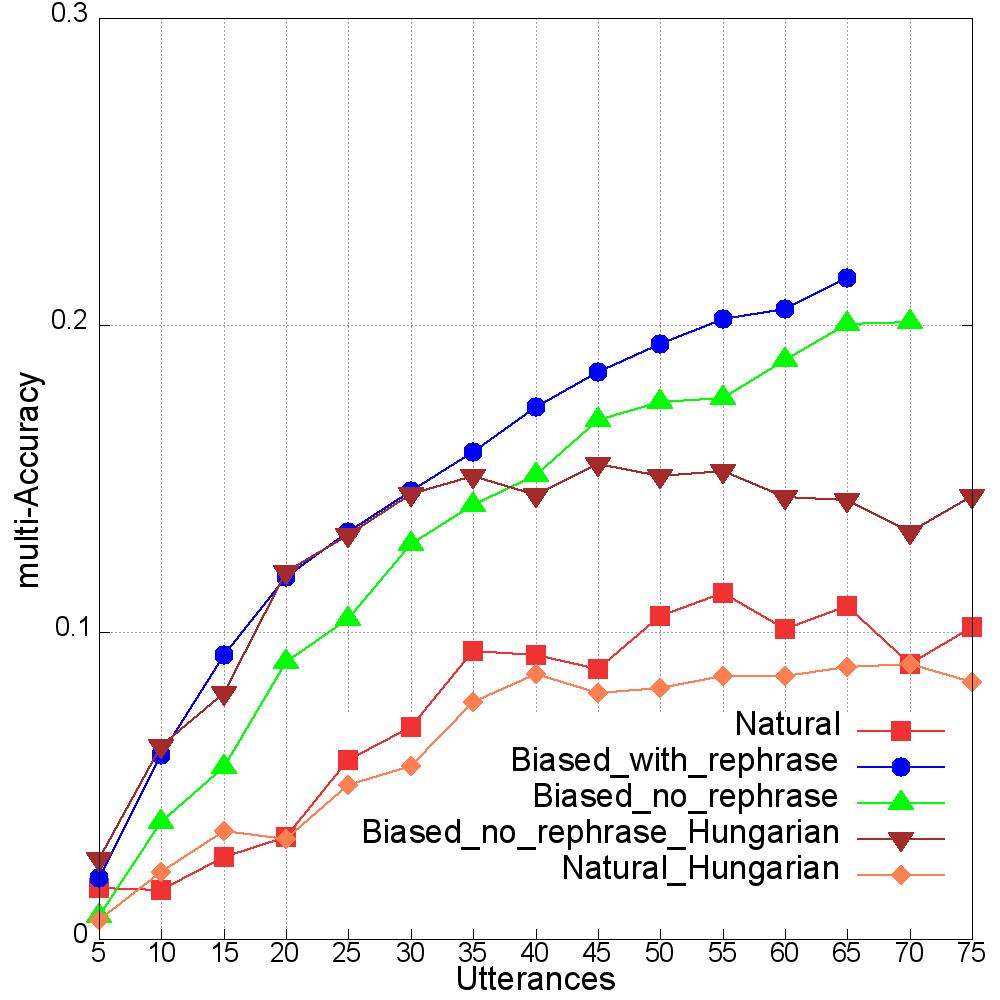 0.3
0.2
0.1
0
multi-Accuracy
Natural
Biased_with_rephrase
Biased_no_rephrase
Biased_no_rephrase_Hungarian
Natural_Hungarian
5 10 15 20 25 30 35 40 45 50 55 60 65 70 75
Utterances